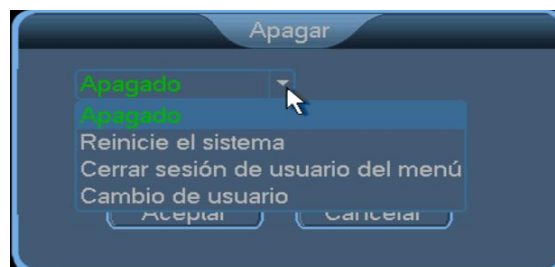 Apagar
Apagado
Apagado
Reinicie el sistema
Cerrar sesión de usuario del menú
Cambio de usuario
Aceptar
Cancelar